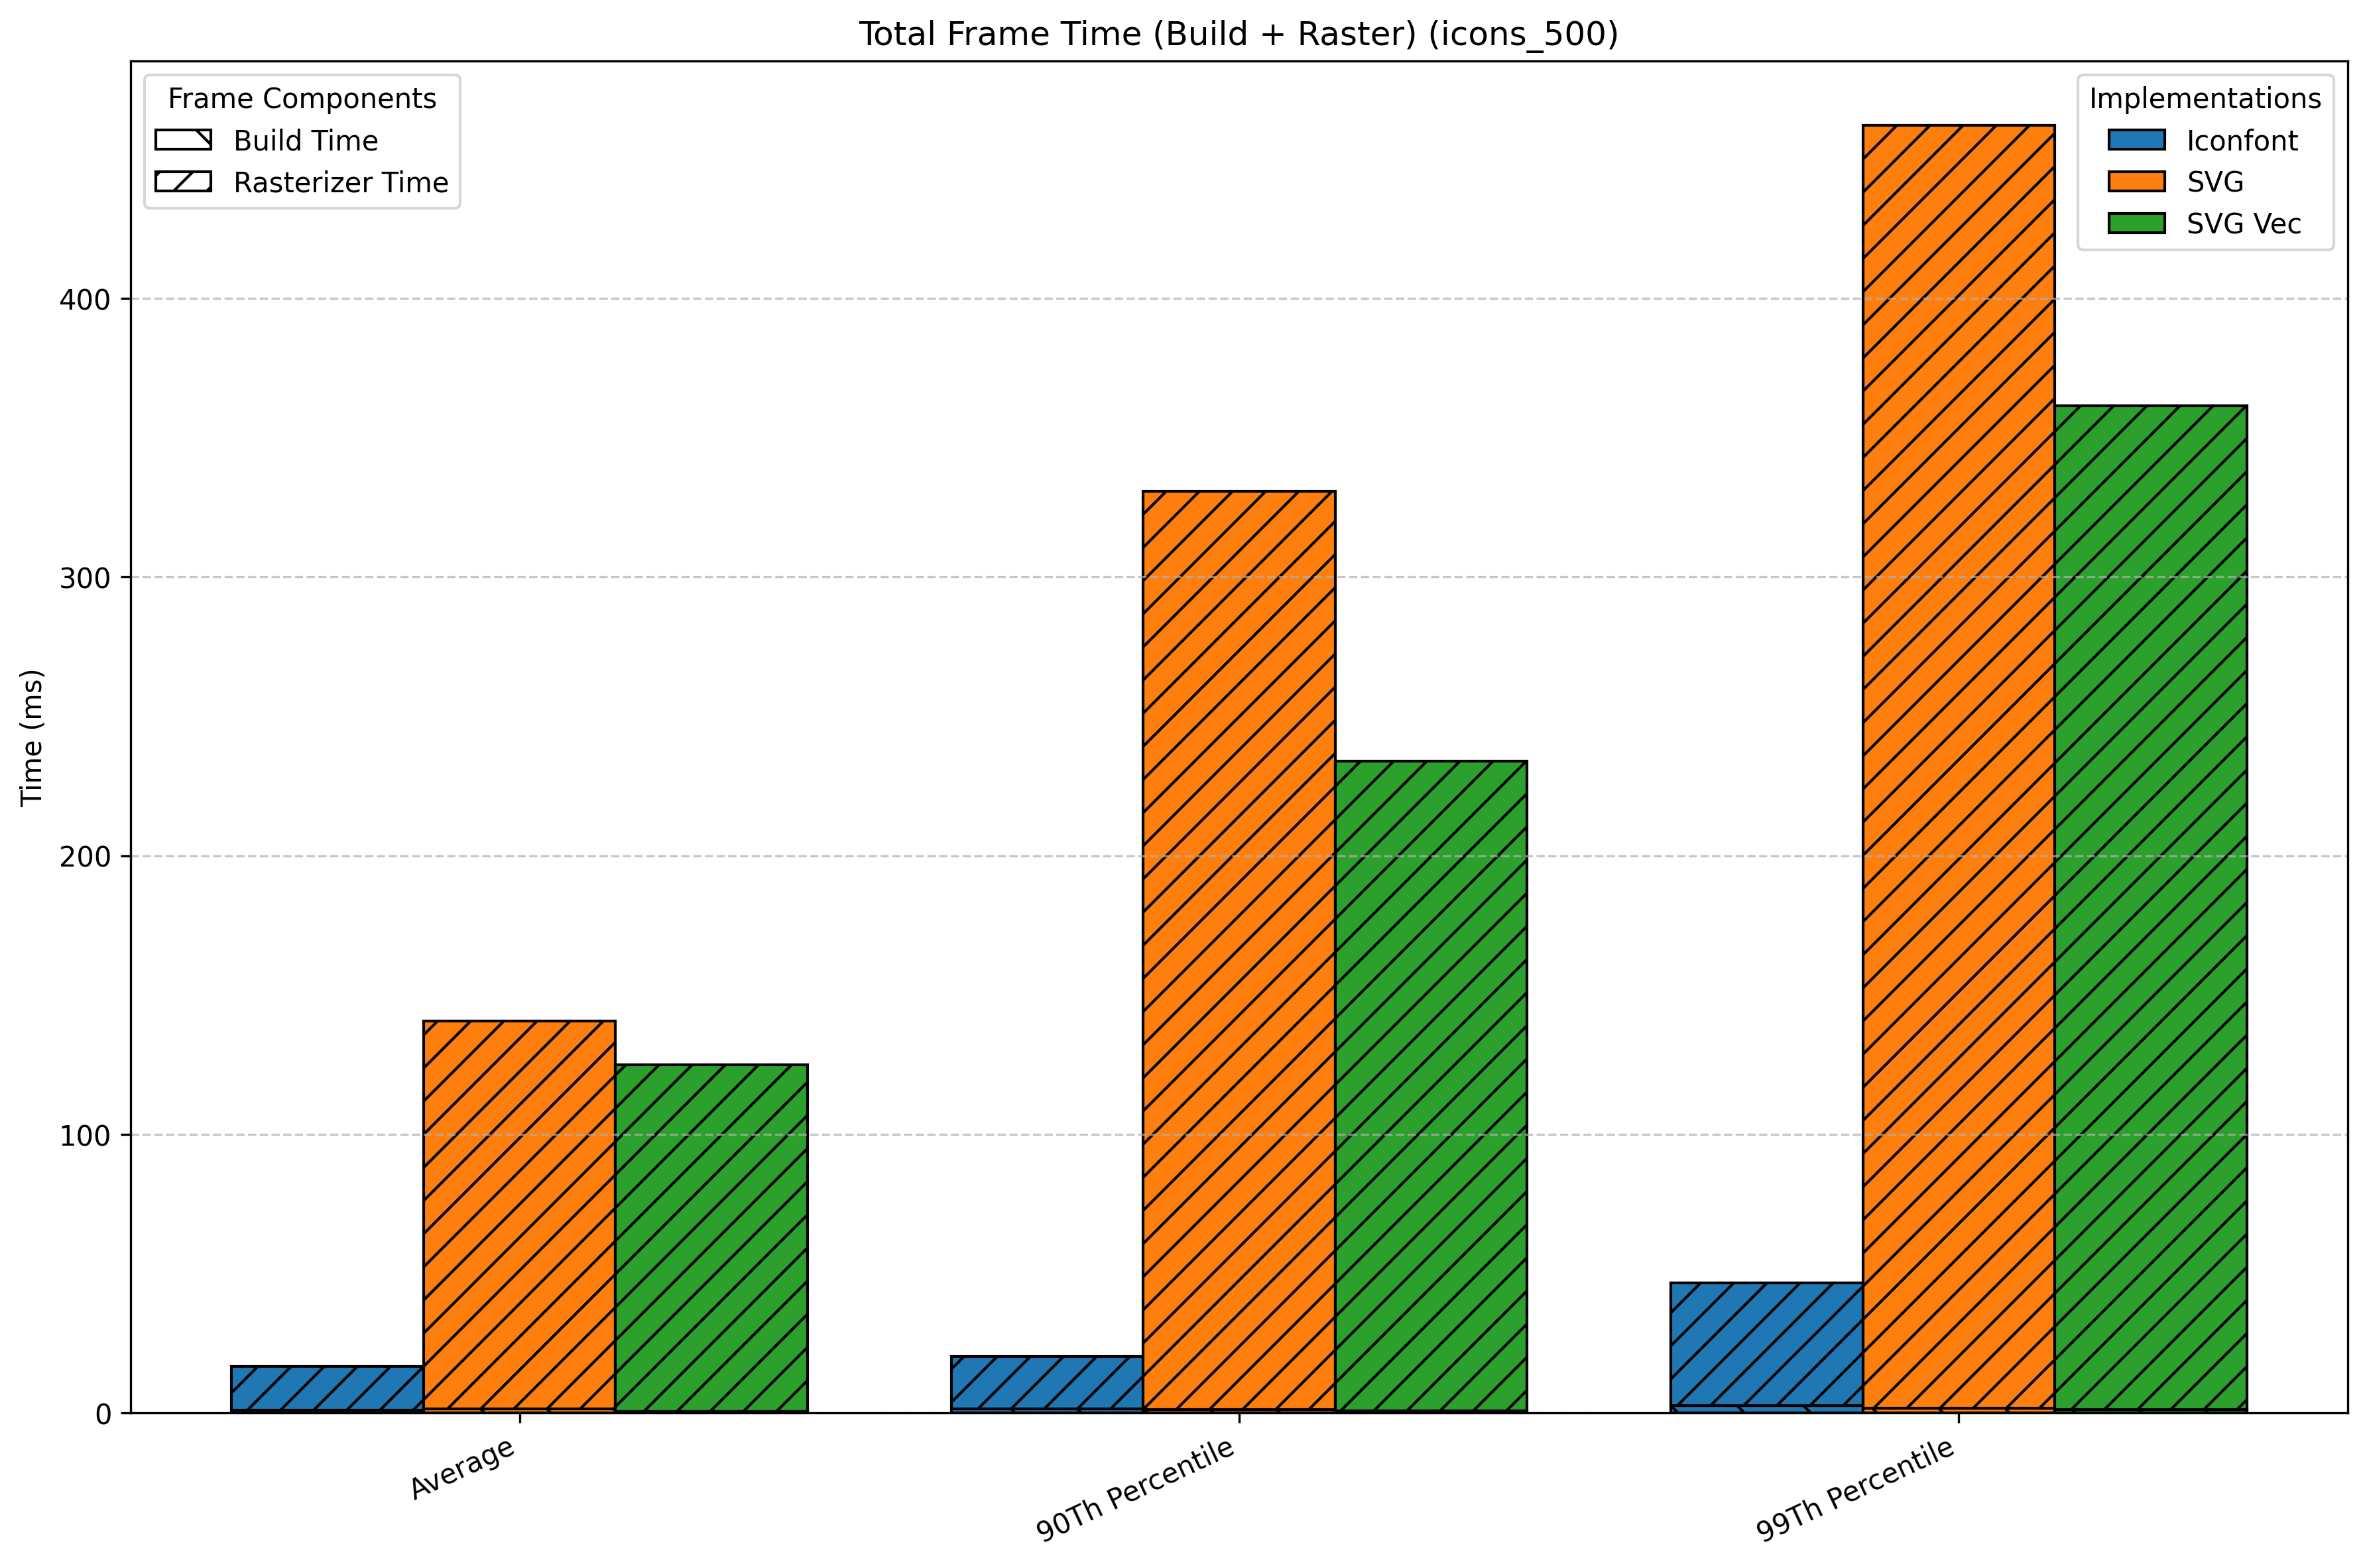 Total Frame Time (Build + Raster) (icons_500)
Frame Components
Build Time
Rasterizer Time
Implementations
Iconfont
SVG
SVG Vec
Time (ms)
400
300
200
100
0
Average
90Th Percentile
99Th Percentile